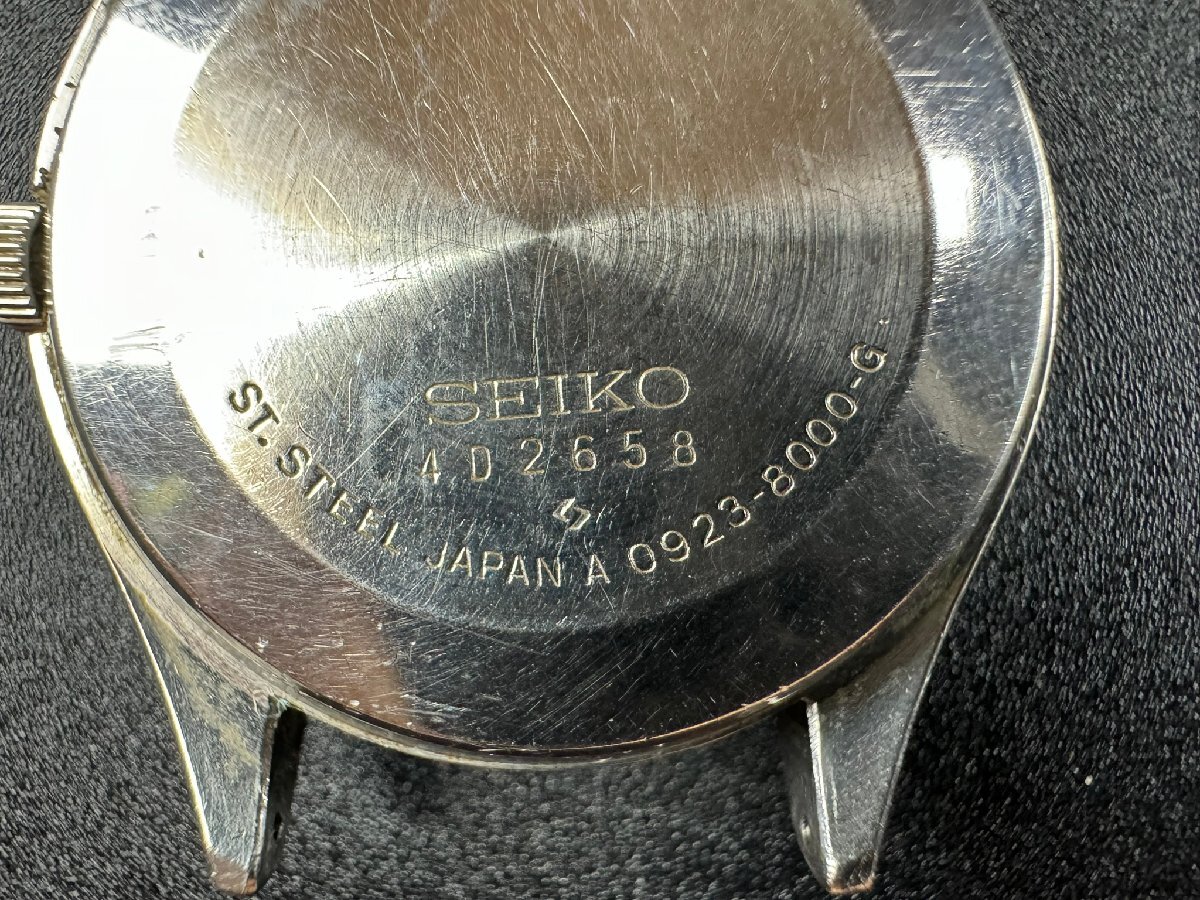 SEIKO
4D2658
ST. STEEL JAPAN A 0923-8000-G.